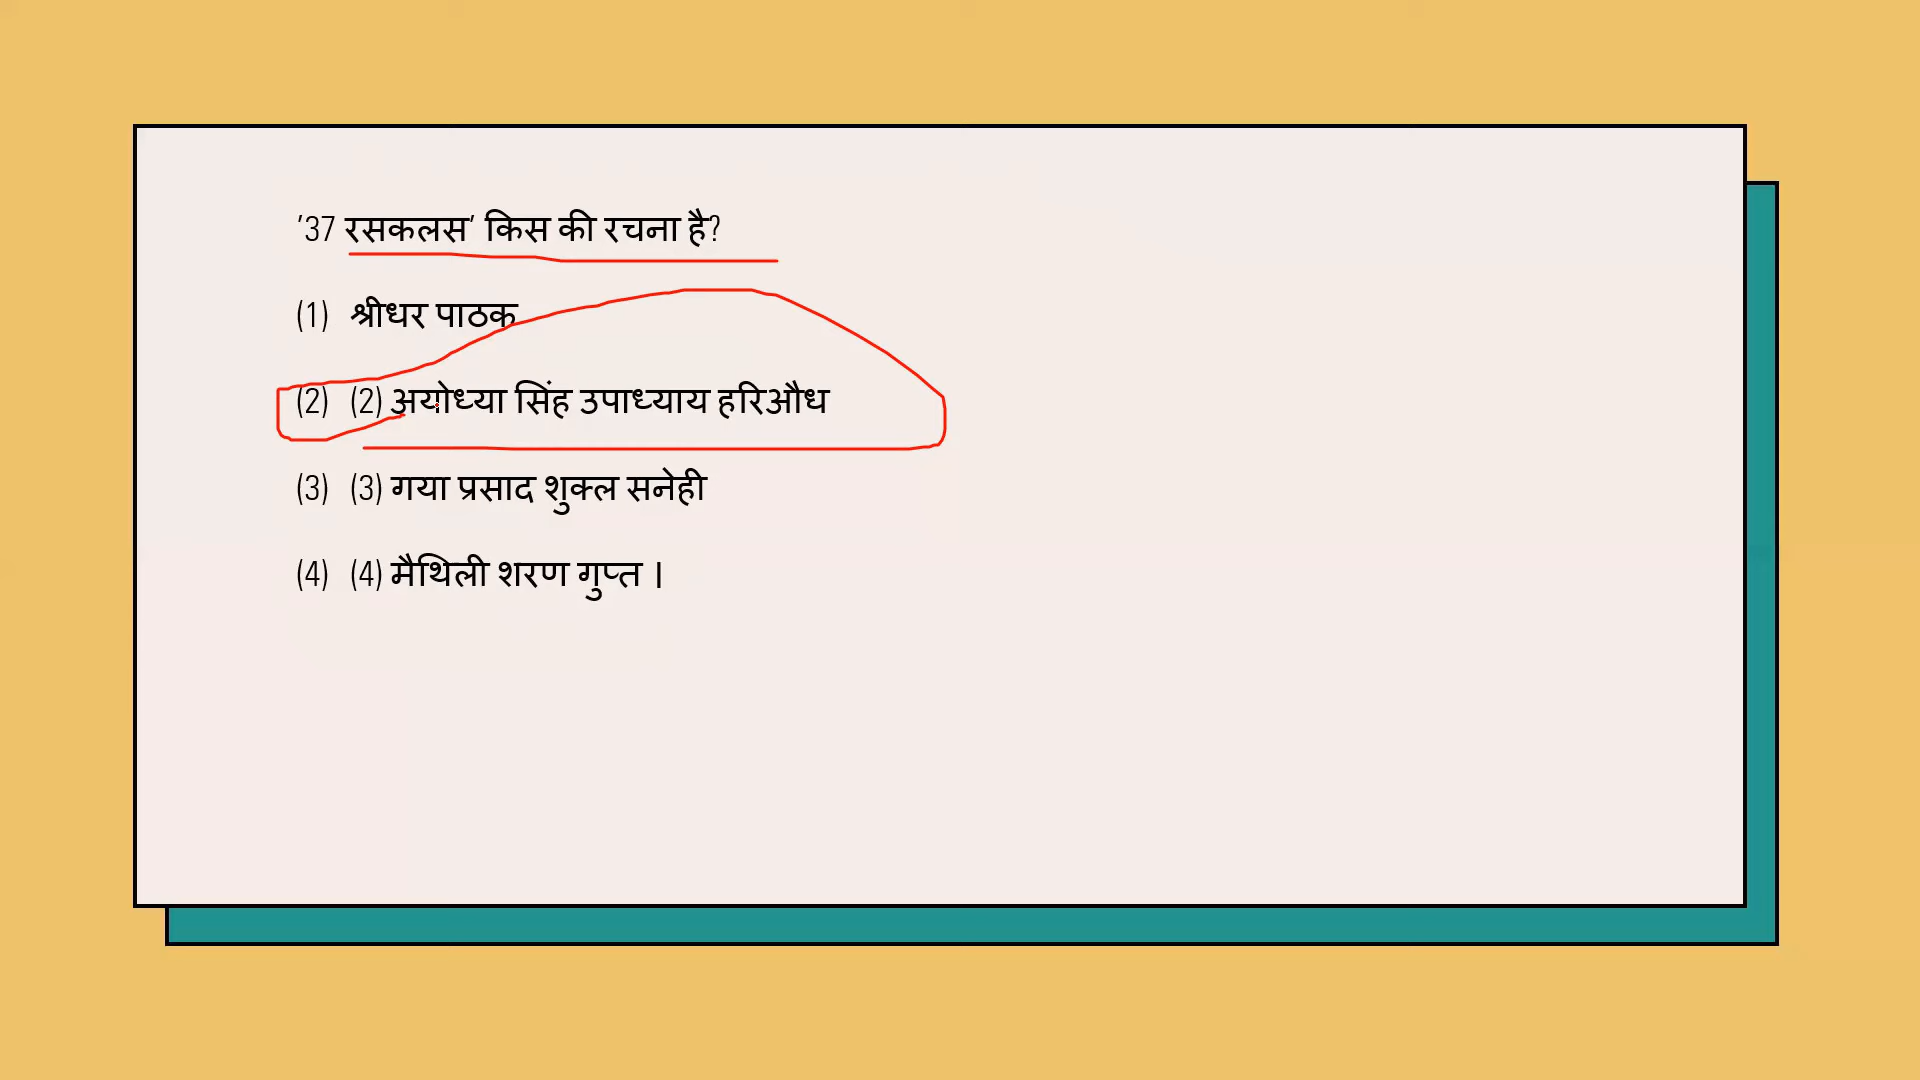 '37 रसकलस' किस की रचना है?
(1) श्रीधर पाठक
(2) (2) अयोध्या सिंह उपाध्याय हरिऔध
(3) (3) गया प्रसाद शुक्ल सनेही
(4) (4) मैथिली शरण गुप्त ।